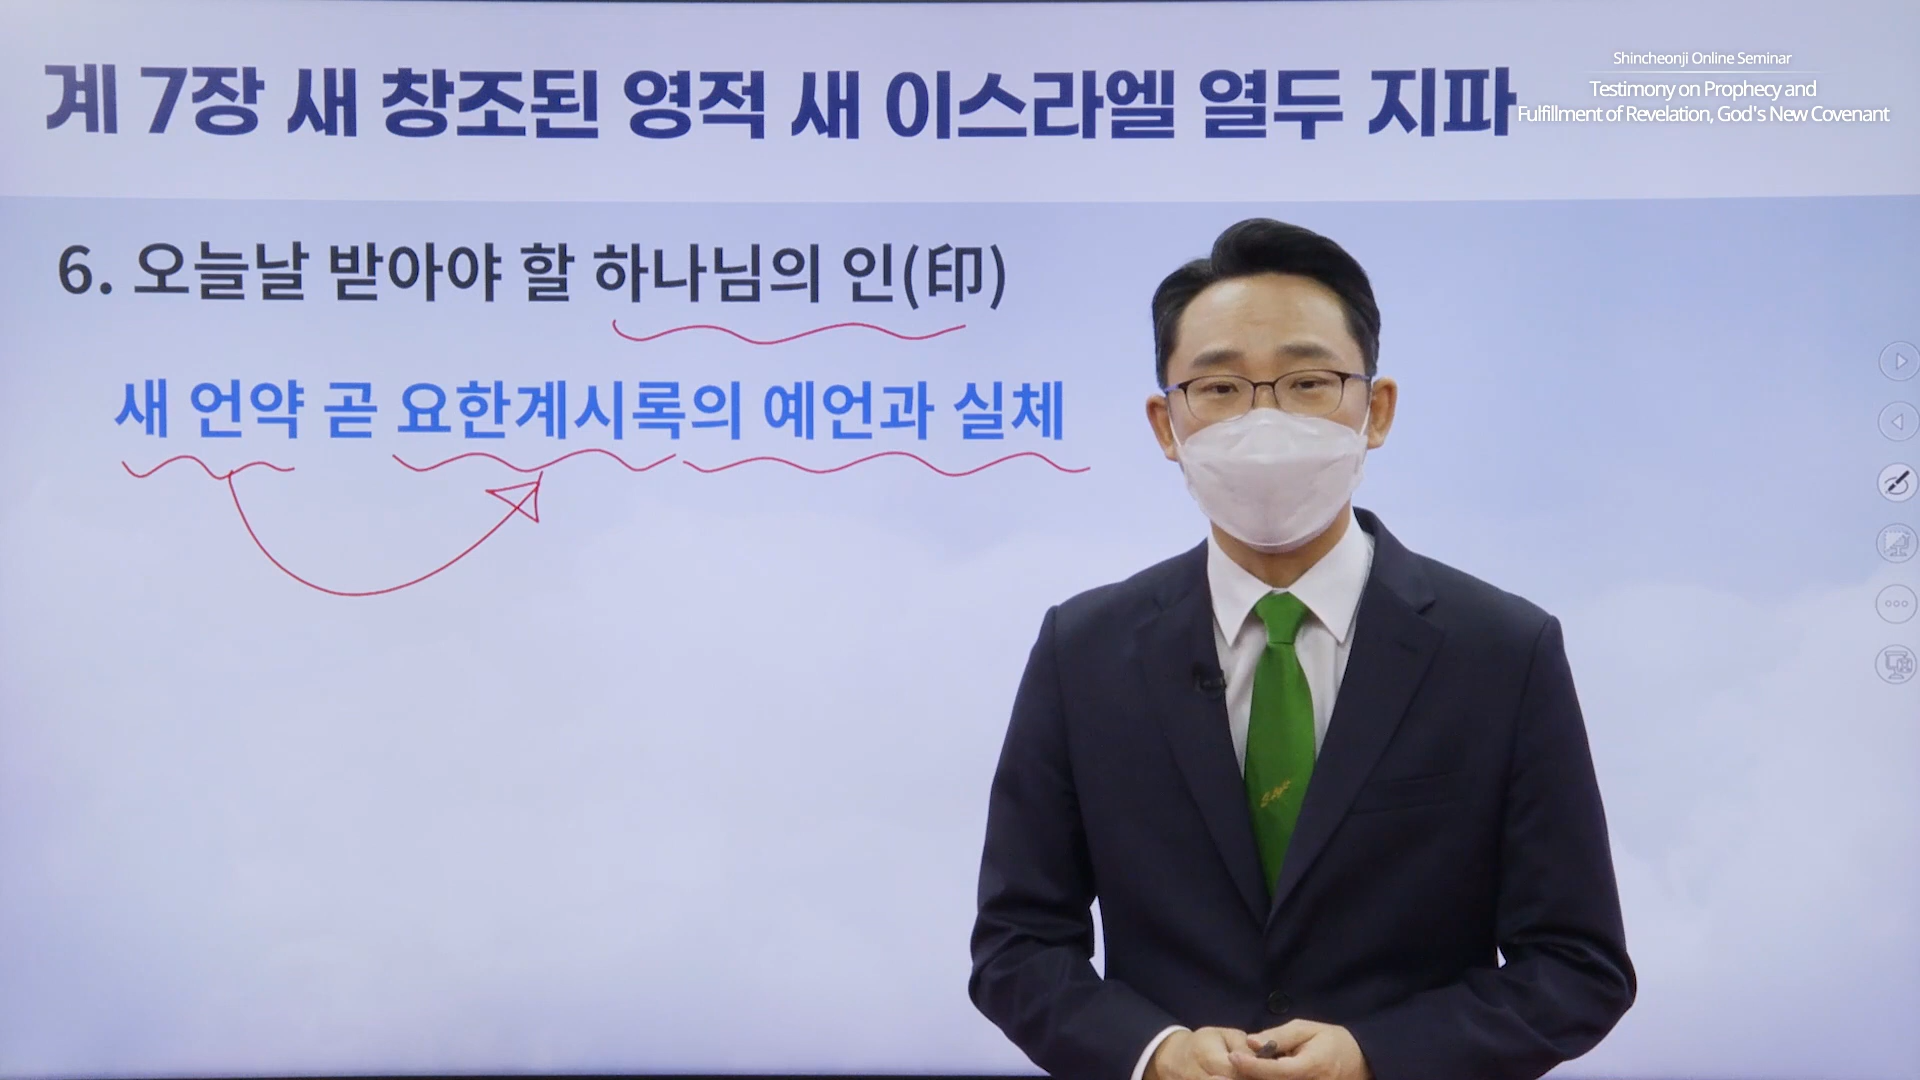 계 7장 새 창조된 영적 새 이스라엘 열두 지파
Shincheonji Online Seminar
Testimony on Prophecy and
Fulfillment of Revelation, God's New Covenant
6. 오늘날 받아야 할 하나님의 인(印)
새 언약 곧 요한계시록의 예언과 실체